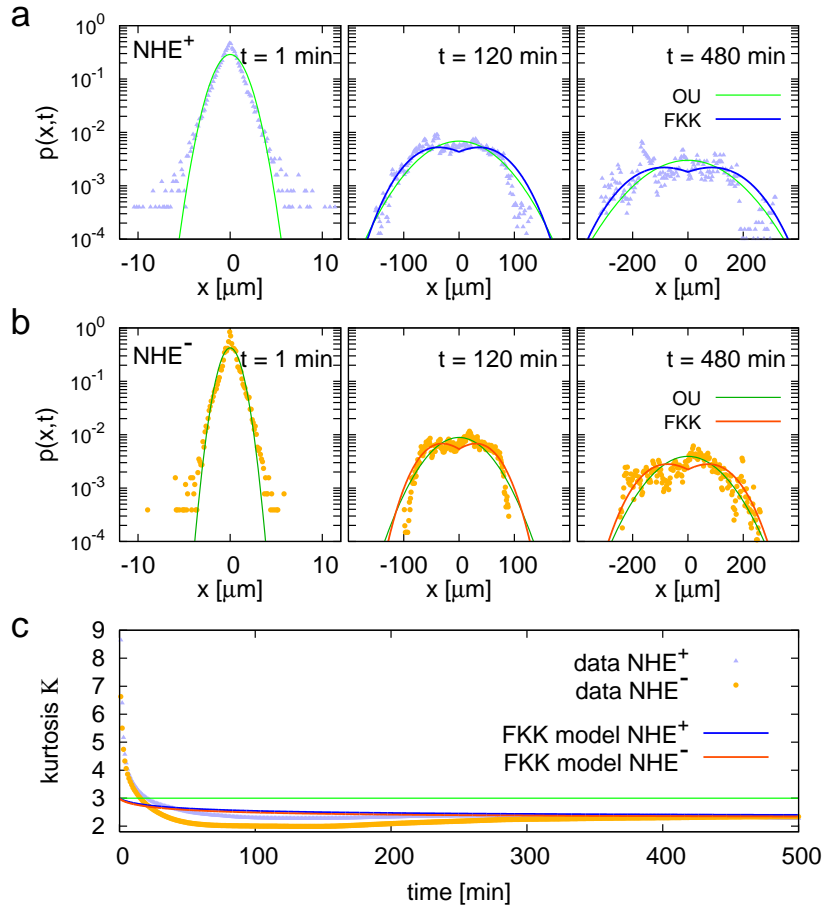 a
NHE⁺
t = 1 min
t = 120 min
t = 480 min
OU
FKK
p(x,t)
10⁰
10⁻¹
10⁻²
10⁻³
10⁻⁴
-10 0 10
-100 0 100
-200 0 200
x [μm] x [μm] x [μm]
b
NHE⁻
t = 1 min
t = 120 min
t = 480 min
OU
FKK
p(x,t)
10⁰
10⁻¹
10⁻²
10⁻³
10⁻⁴
-10 0 10
-100 0 100
-200 0 200
x [μm] x [μm] x [μm]
c
kurtosis K
9
8
7
6
5
4
3
2
data NHE⁺
data NHE⁻
FKK model NHE⁺
FKK model NHE⁻
0 100 200 300 400 500
time [min]